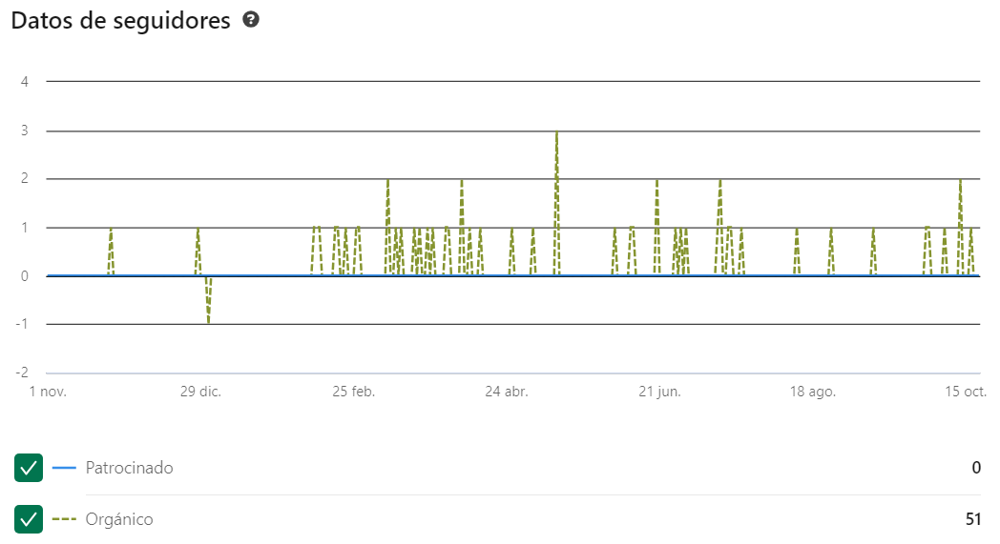 Datos de seguidores ?
4
3
2
1
0
-1
-2
1 nov. 29 dic. 25 feb. 24 abr. 21 jun. 18 ago. 15 oct.
Patrocinado 0
Orgánico 51